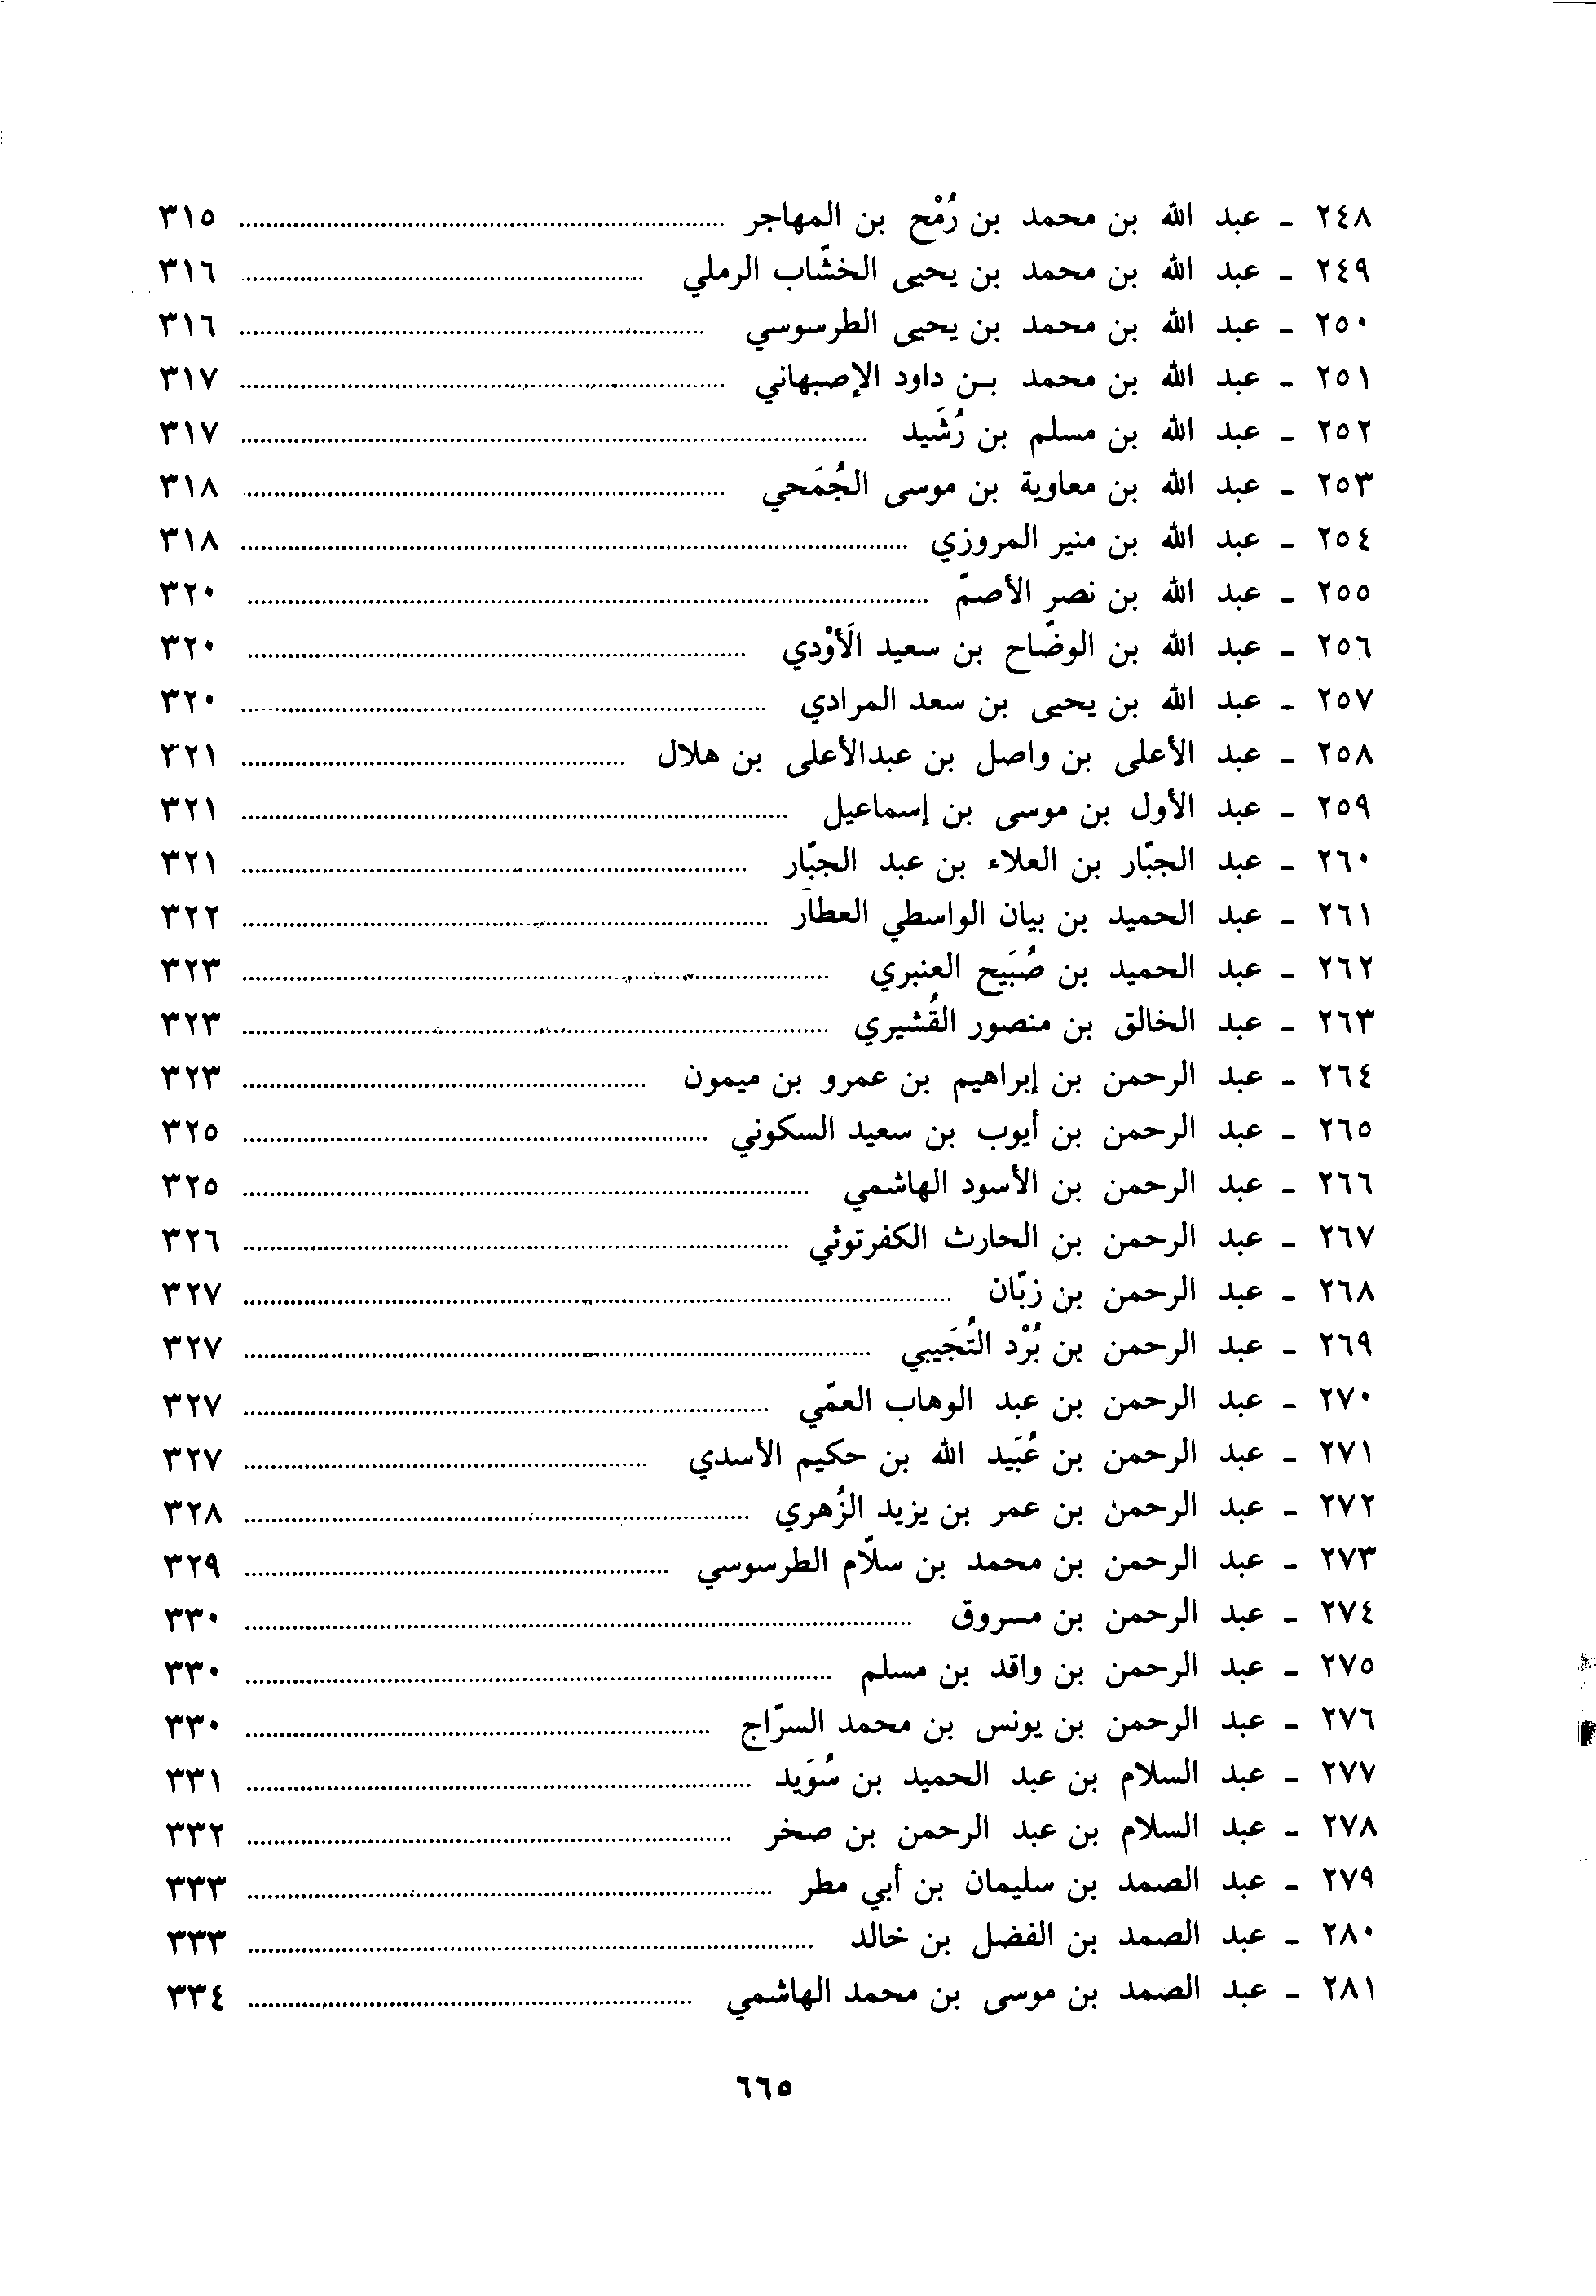 ٢٤٨ ـ عبد الله بن محمد بن رُمْح بن المهاجر ........ ٣١٥
٢٤٩ ـ عبد الله بن محمد بن يحيى الخشّاب الرملي ........ ٣١٦
٢٥٠ ـ عبد الله بن محمد بن يحيى الطرسوسي ........ ٣١٦
٢٥١ ـ عبد الله بن محمد بـن داود الإصبهاني ........ ٣١٧
٢٥٢ ـ عبد الله بن مسلم بن رُشَيد ........ ٣١٧
٢٥٣ ـ عبد الله بن معاوية بن موسى الجُمَحي ........ ٣١٨
٢٥٤ ـ عبد الله بن منير المروزي ........ ٣١٨
٢٥٥ ـ عبد الله بن نصر الأصمّ ........ ٣٢٠
٢٥٦ ـ عبد الله بن الوضّاح بن سعيد الَأوْدي ........ ٣٢٠
٢٥٧ ـ عبد الله بن يحيى بن سعد المرادي ........ ٣٢٠
٢٥٨ ـ عبد الأعلى بن واصل بن عبدالأعلى بن هلال ........ ٣٢١
٢٥٩ ـ عبد الأول بن موسى بن إسماعيل ........ ٣٢١
٢٦٠ ـ عبد الجبّار بن العلاء بن عبد الجبّار ........ ٣٢١
٢٦١ ـ عبد الحميد بن بيان الواسطي العطار ........ ٣٢٢
٢٦٢ ـ عبد الحميد بن صُبَيح العنبري ........ ٣٢٣
٢٦٣ ـ عبد الخالق بن منصور القُشيري ........ ٣٢٣
٢٦٤ ـ عبد الرحمن بن إبراهيم بن عمرو بن ميمون ........ ٣٢٣
٢٦٥ ـ عبد الرحمن بن أيوب بن سعيد السكوني ........ ٣٢٥
٢٦٦ ـ عبد الرحمن بن الأسود الهاشمي ........ ٣٢٥
٢٦٧ ـ عبد الرحمن بن الحارث الكفرتوثي ........ ٣٢٦
٢٦٨ ـ عبد الرحمن بن زبّان ........ ٣٢٧
٢٦٩ ـ عبد الرحمن بن بُرْد التُجَيبي ........ ٣٢٧
٢٧٠ ـ عبد الرحمن بن عبد الوهاب العمّي ........ ٣٢٧
٢٧١ ـ عبد الرحمن بن عُبَيد الله بن حكيم الأسدي ........ ٣٢٧
٢٧٢ ـ عبد الرحمن بن عمر بن يزيد الزُهري ........ ٣٢٨
٢٧٣ ـ عبد الرحمن بن محمد بن سلّام الطرسوسي ........ ٣٢٩
٢٧٤ ـ عبد الرحمن بن مسروق ........ ٣٣٠
٢٧٥ ـ عبد الرحمن بن واقد بن مسلم ........ ٣٣٠
٢٧٦ ـ عبد الرحمن بن يونس بن محمد السرّاج ........ ٣٣٠
٢٧٧ ـ عبد السلام بن عبد الحميد بن سُوَيد ........ ٣٣١
٢٧٨ ـ عبد السلام بن عبد الرحمن بن صخر ........ ٣٣٢
٢٧٩ ـ عبد الصمد بن سليمان بن أبي مطر ........ ٣٣٣
٢٨٠ ـ عبد الصمد بن الفضل بن خالد ........ ٣٣٣
٢٨١ ـ عبد الصمد بن موسى بن محمد الهاشمي ........ ٣٣٤
٦٦٥